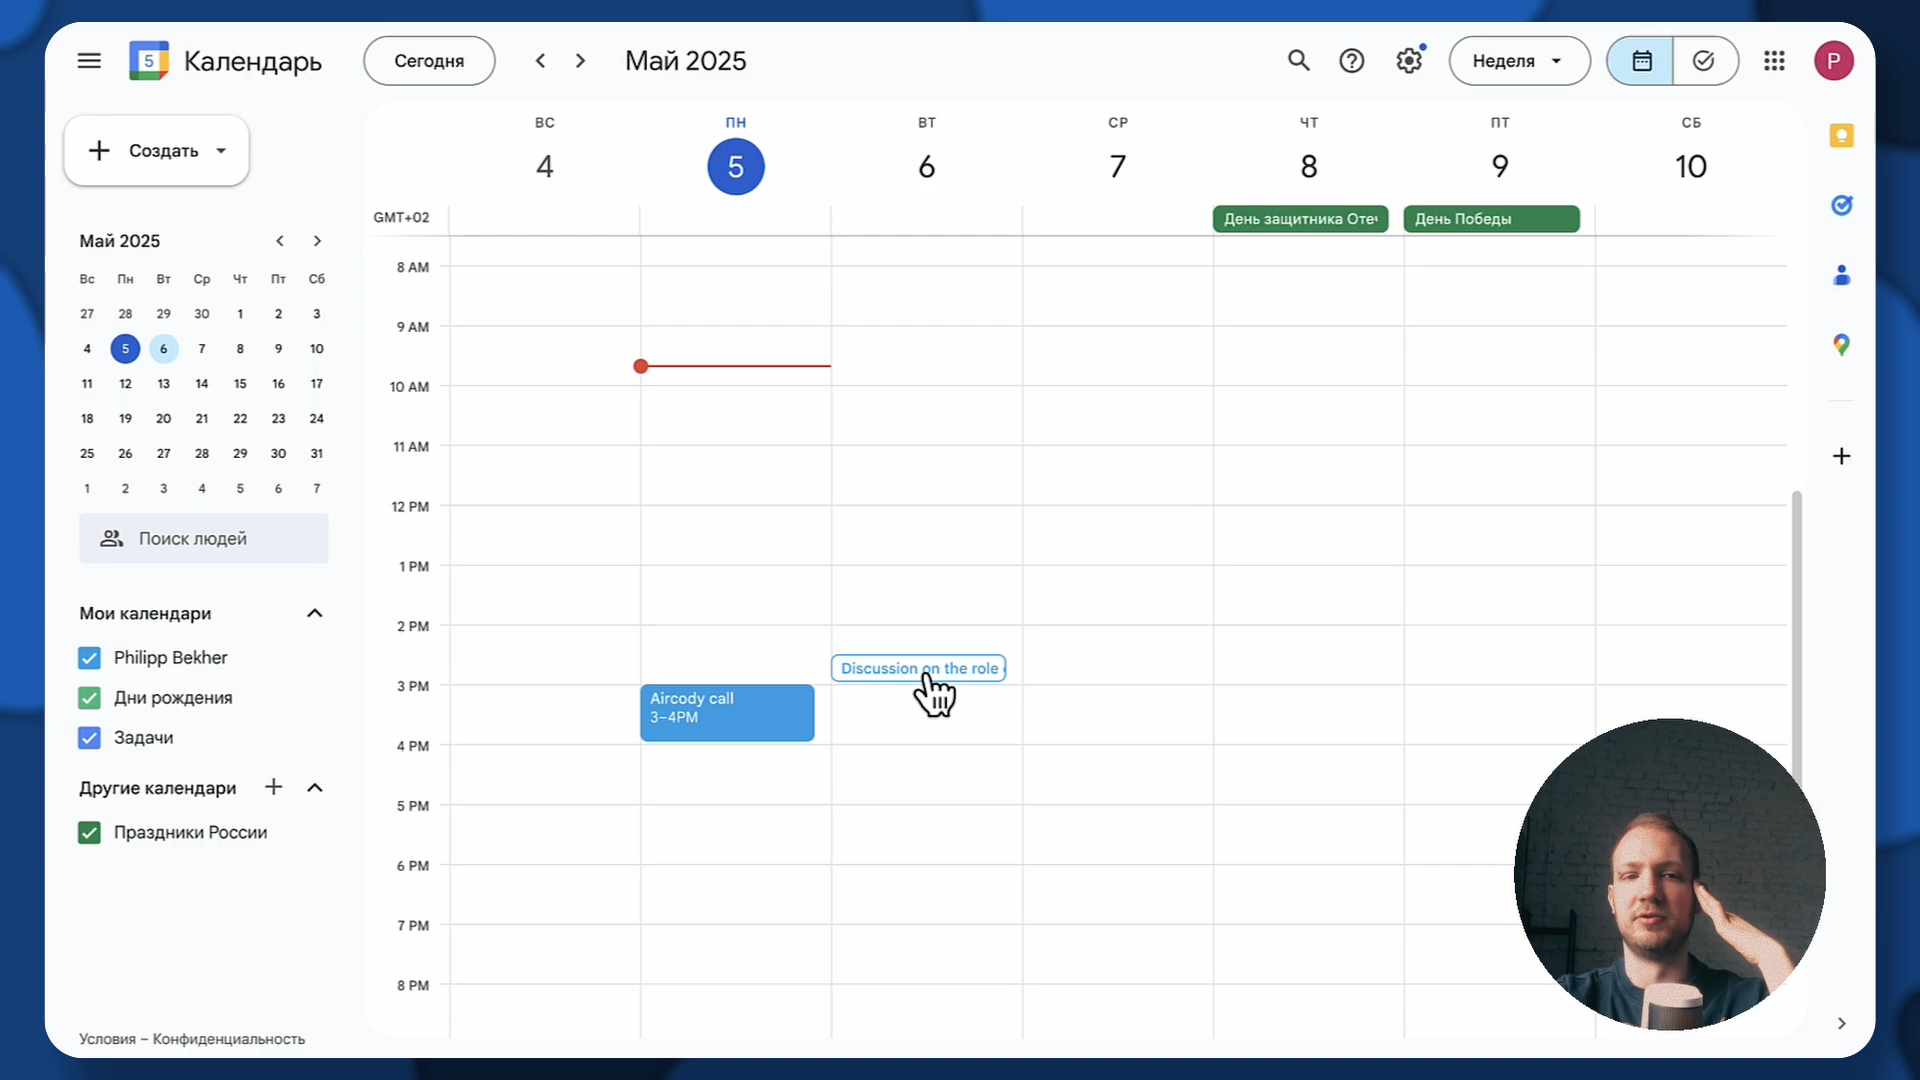 5
Календарь
Сегодня
Май 2025
Неделя
P
Создать
Май 2025
Вс Пн Вт Ср Чт Пт Сб
27 28 29 30 1 2 3
4 5 6 7 8 9 10
11 12 13 14 15 16 17
18 19 20 21 22 23 24
25 26 27 28 29 30 31
1 2 3 4 5 6 7
Поиск людей
Мои календари
Philipp Bekher
Дни рождения
Задачи
Другие календари
Праздники России
Условия – Конфиденциальность
ВС ПН ВТ СР ЧТ ПТ СБ
4 5 6 7 8 9 10
GMT+02
День защитника Отеч
День Победы
8 AM
9 AM
10 AM
11 AM
12 PM
1 PM
2 PM
Discussion on the role
3 PM
Aircody call
3–4PM
4 PM
5 PM
6 PM
7 PM
8 PM